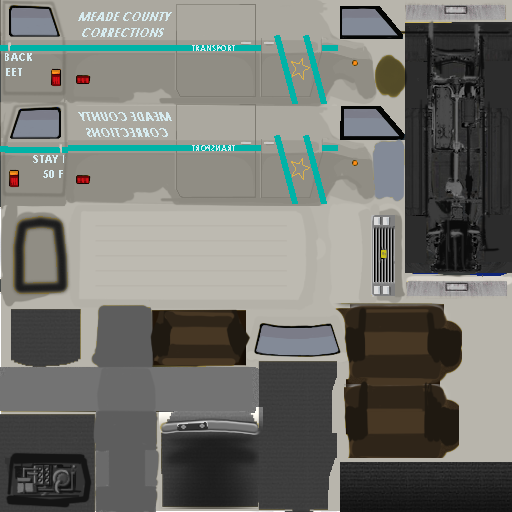 MEADE COUNTY
CORRECTIONS
TRANSPORT
BACK
EET
MEADE COUNTY
CORRECTIONS
TRANSPORT
STAY
50 F